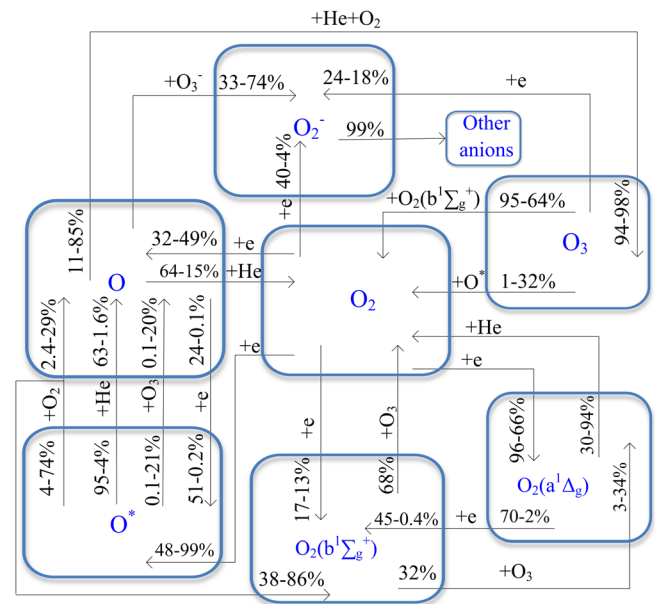 +He+O₂
+O₃⁻
33-74%
24-18%
+e
O₂⁻
99%
Other
anions
+e 40-4%
11-85%
+O₂(b¹∑g⁺)
95-64%
94-98%
O₃
32-49%
+e
64-15%
+He
O
O₂
+O*
1-32%
+He
+e
+e
2.4-29%
63-1.6%
0.1-20%
24-0.1%
+O₂
+He
+O₃
+e
4-74%
95-4%
0.1-21%
51-0.2%
O*
48-99%
+e
17-13%
+O₃
68%
96-66%
30-94%
O₂(a¹Δg)
3-34%
45-0.4%
+e
70-2%
O₂(b¹∑g⁺)
38-86%
32%
+O₃